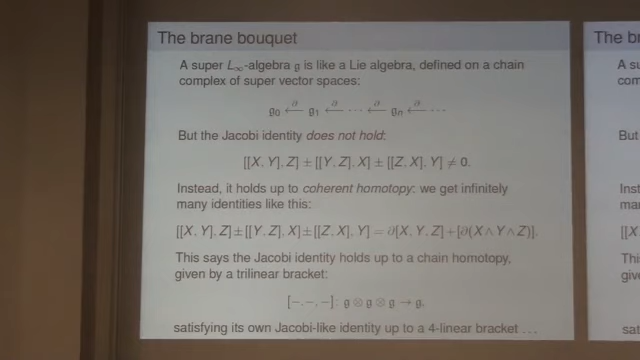 The brane bouquet
A super L∞-algebra 𝔤 is like a Lie algebra, defined on a chain
complex of super vector spaces:
𝔤₀ ←∂ 𝔤₁ ←∂ ⋯ ←∂ 𝔤ₙ ←∂ ⋯
But the Jacobi identity does not hold:
[[X, Y], Z] ± [[Y, Z], X] ± [[Z, X], Y] ≠ 0.
Instead, it holds up to coherent homotopy: we get infinitely
many identities like this:
[[X, Y], Z] ± [[Y, Z], X] ± [[Z, X], Y] = ∂[X, Y, Z] + [∂(X ∧ Y ∧ Z)].
This says the Jacobi identity holds up to a chain homotopy,
given by a trilinear bracket:
[−, −, −]: 𝔤 ⊗ 𝔤 ⊗ 𝔤 → 𝔤,
satisfying its own Jacobi-like identity up to a 4-linear bracket ...
The br
A su
com
But
Inst
ma
[[X
Thi
give
sat